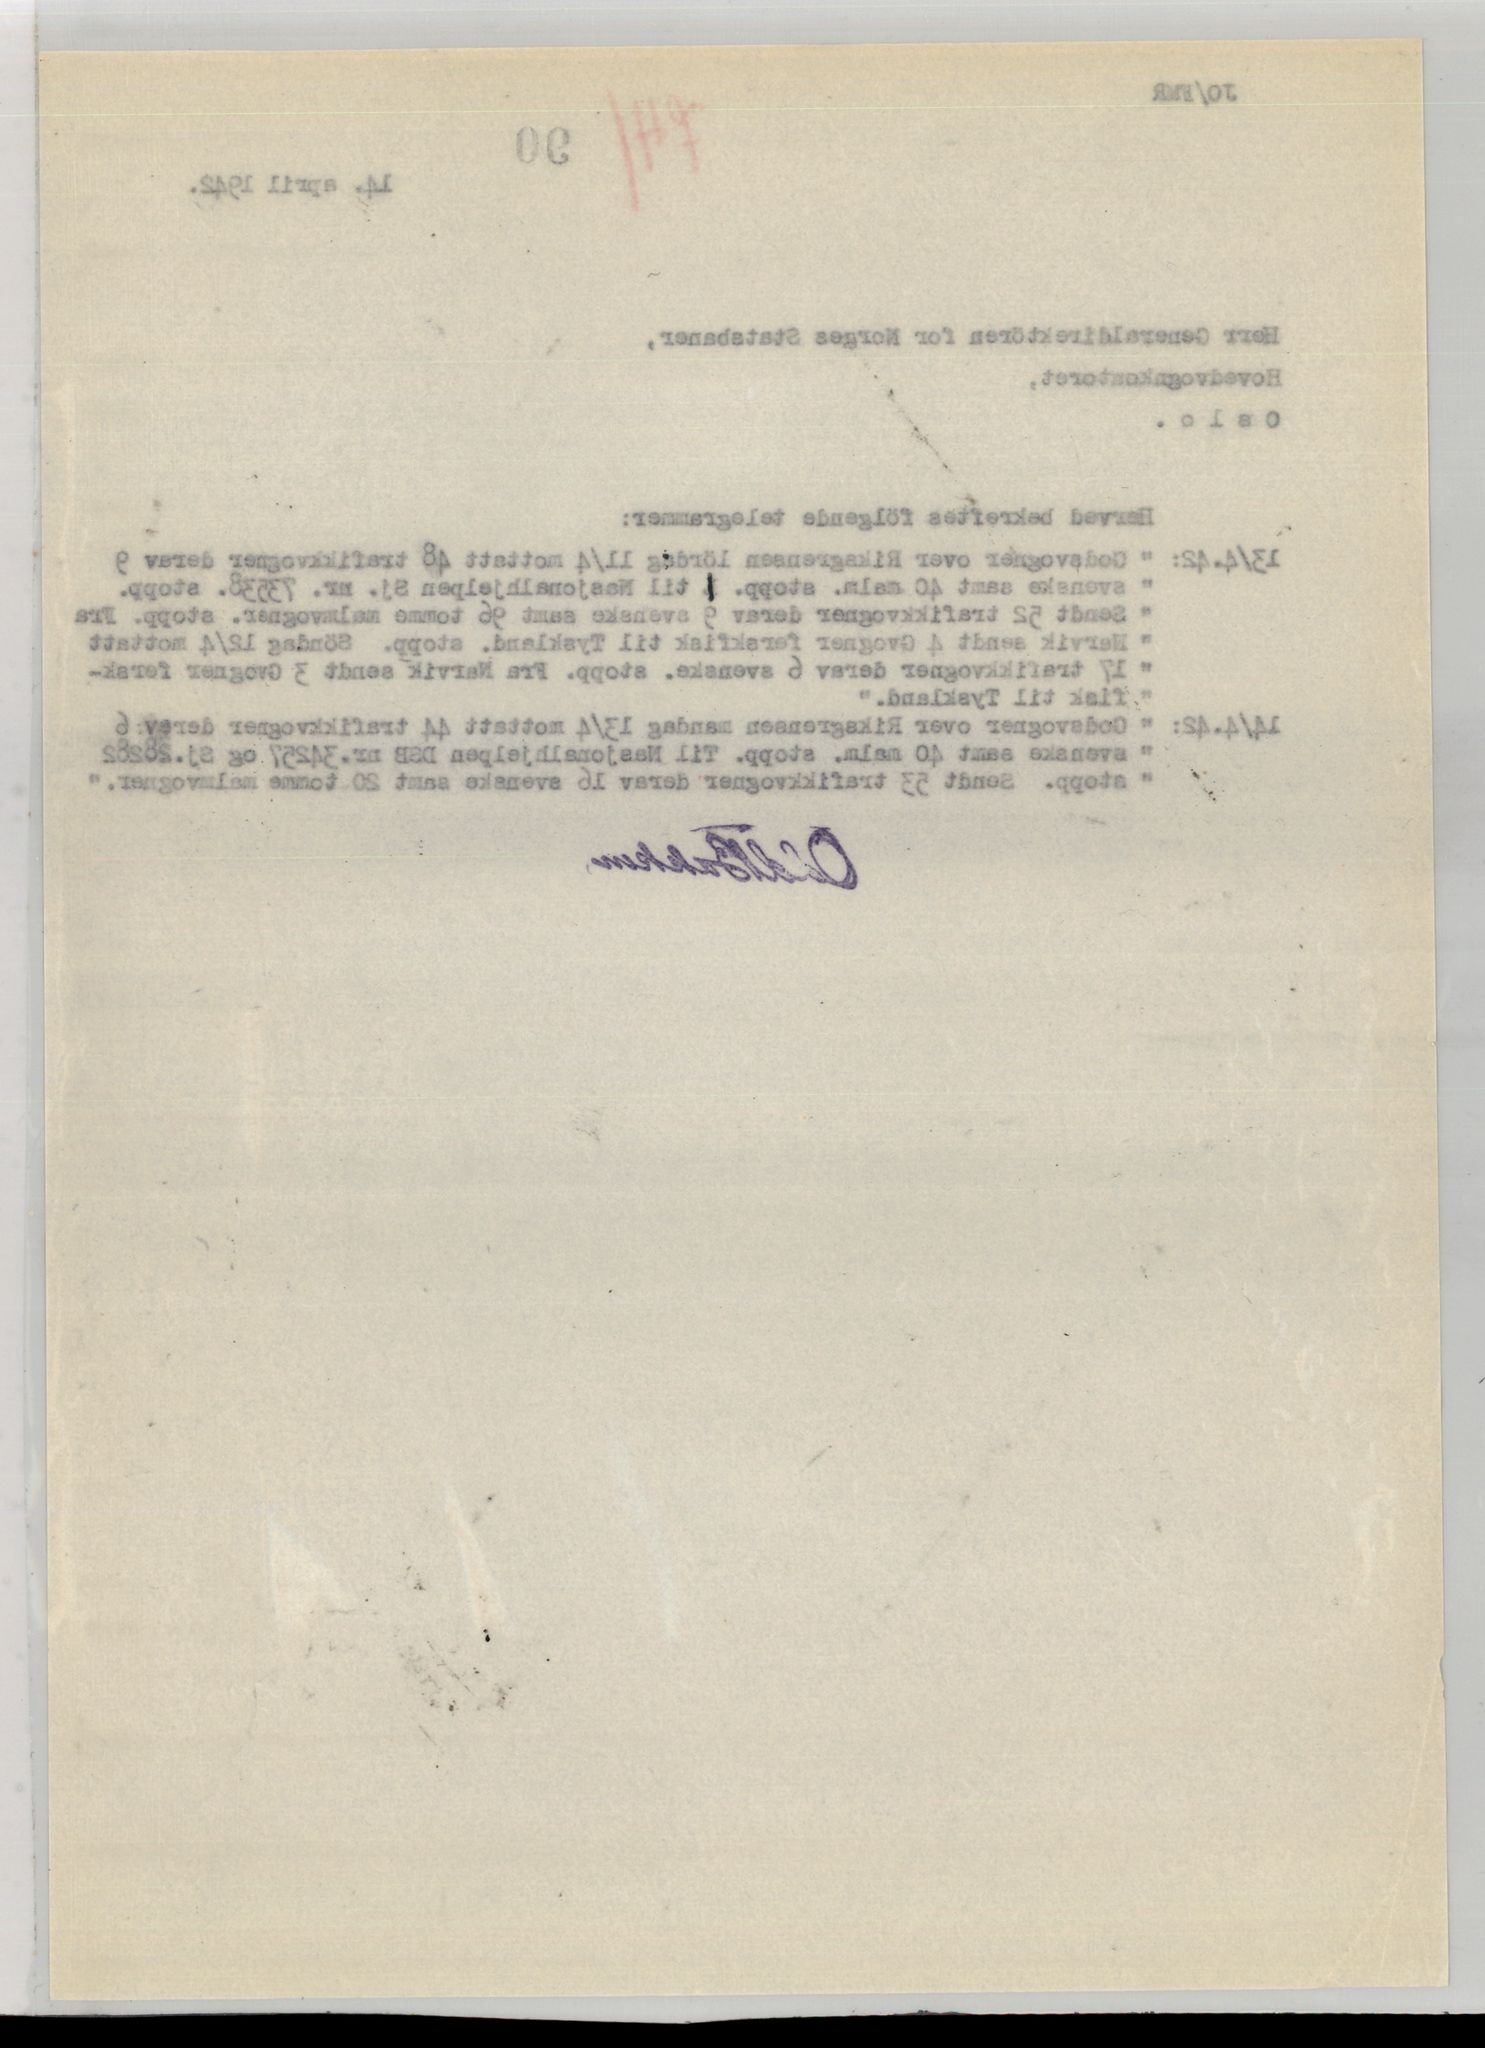 JO/FMR
90
14. april 1942.
Herr Generaldirektören for Norges Statsbaner,
Hovedvognkontoret,
O s l o .
Herved bekreftes fölgende telegrammer:
13/4.42: " Godsvogner over Riksgrensen lördag 11/4 mottatt 48 trafikkvogner derav 9
" svenske samt 40 malm. stopp. 1 til Nasjonalhjelpen Sj. nr. 73538. stopp.
" Sendt 52 trafikkvogner derav 9 svenske samt 96 tomme malmvogner. stopp. Fra
" Narvik sendt 4 Gvogner ferskfisk til Tyskland. stopp. Söndag 12/4 mottatt
" 17 trafikkvogner derav 6 svenske. stopp. Fra Narvik sendt 3 Gvogner fersk-
" fisk til Tyskland."
14/4.42: " Godsvogner over Riksgrensen mandag 13/4 mottatt 44 trafikkvogner derav 6
" svenske samt 40 malm. stopp. Til Nasjonalhjelpen DSB nr.34257 og Sj.28282
" stopp. Sendt 53 trafikkvogner derav 16 svenske samt 20 tomme malmvogner."